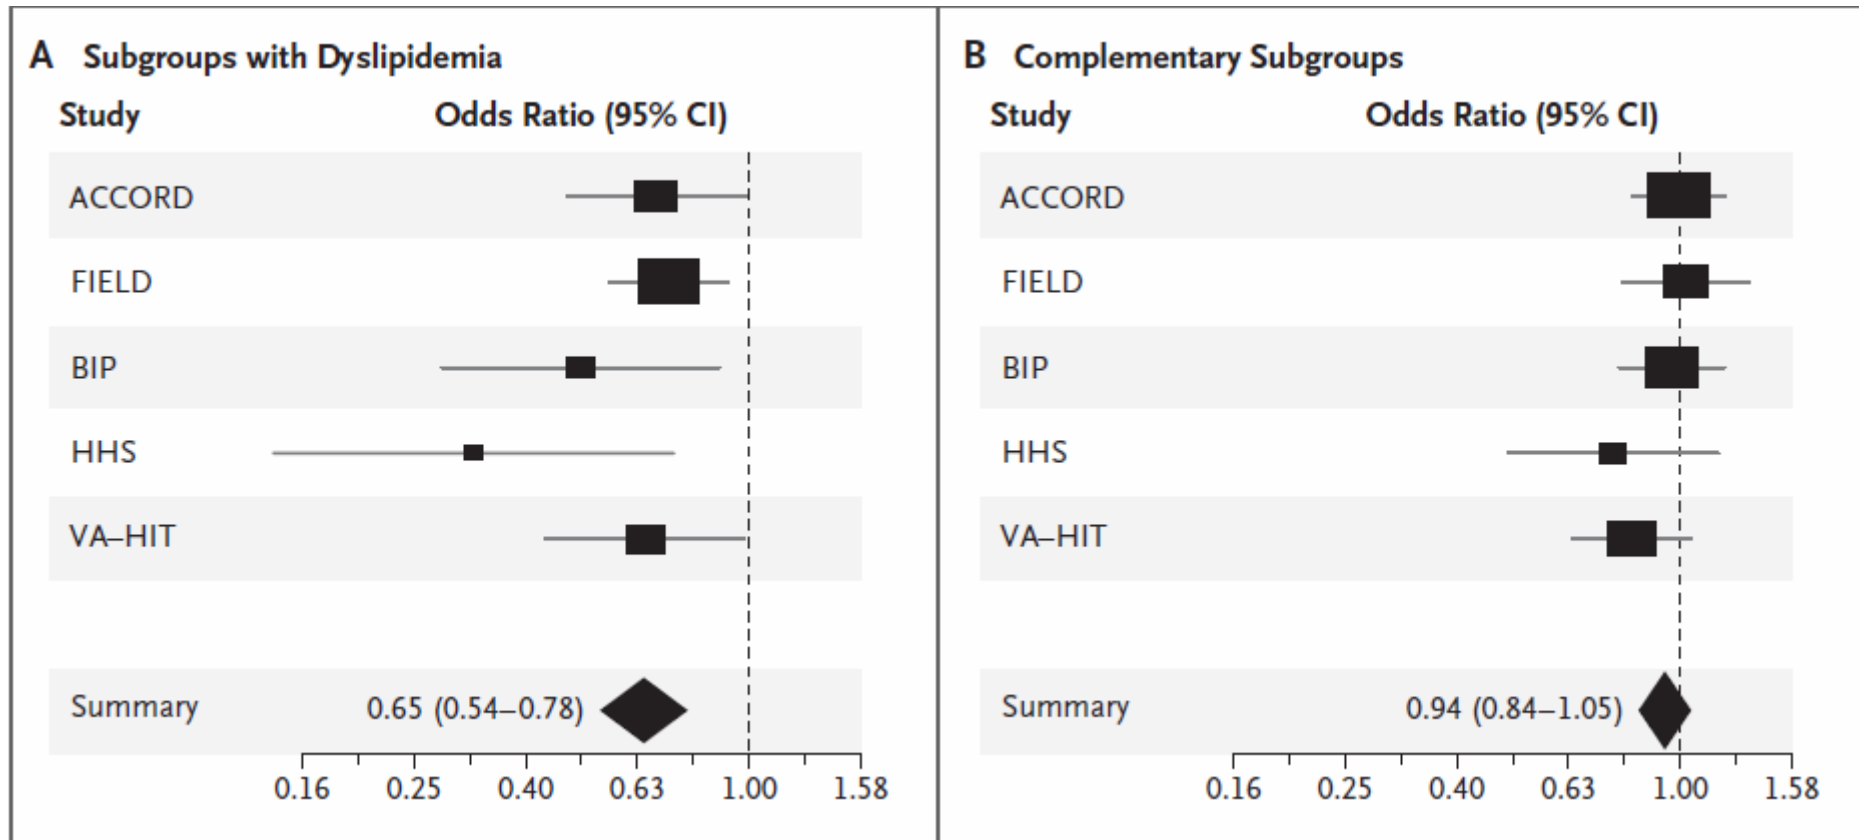 A Subgroups with Dyslipidemia
Study Odds Ratio (95% CI)
ACCORD
FIELD
BIP
HHS
VA–HIT
Summary 0.65 (0.54–0.78)
0.16 0.25 0.40 0.63 1.00 1.58
B Complementary Subgroups
Study Odds Ratio (95% CI)
ACCORD
FIELD
BIP
HHS
VA–HIT
Summary 0.94 (0.84–1.05)
0.16 0.25 0.40 0.63 1.00 1.58